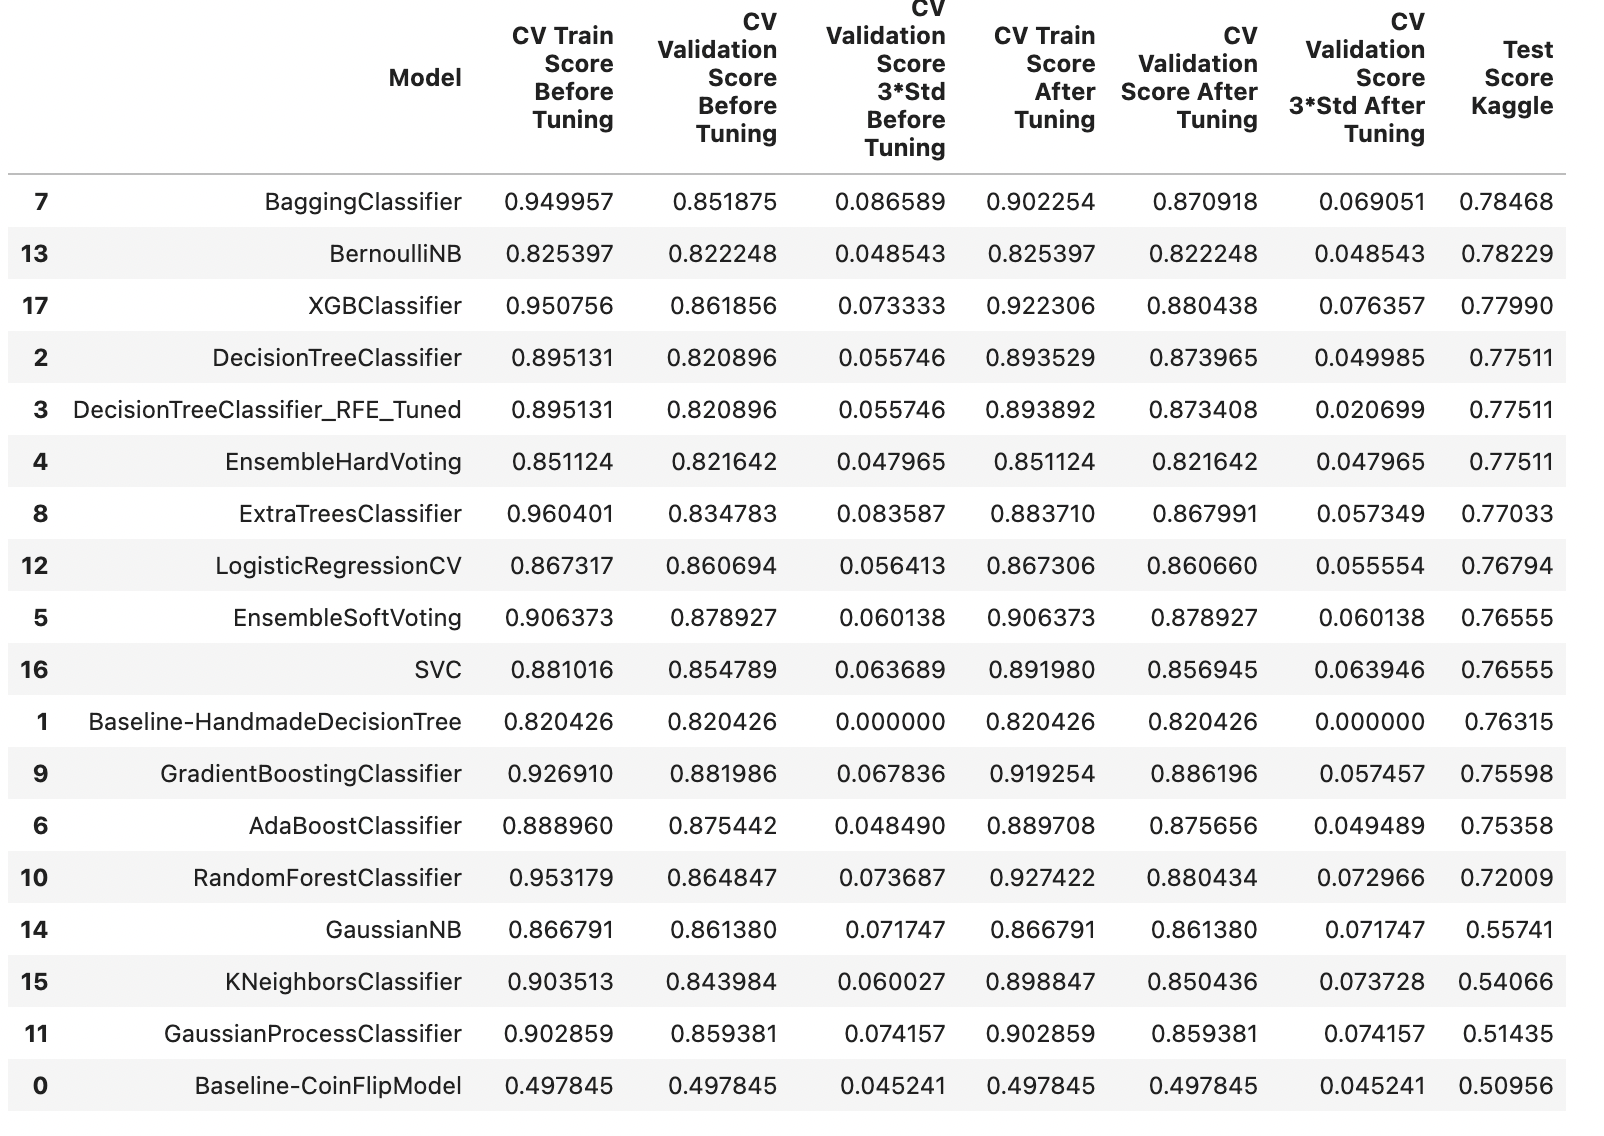 Model CV Train Score Before Tuning CV Validation Score Before Tuning CV Validation Score 3*Std Before Tuning CV Train Score After Tuning CV Validation Score After Tuning CV Validation Score 3*Std After Tuning Test Score Kaggle
7 BaggingClassifier 0.949957 0.851875 0.086589 0.902254 0.870918 0.069051 0.78468
13 BernoulliNB 0.825397 0.822248 0.048543 0.825397 0.822248 0.048543 0.78229
17 XGBClassifier 0.950756 0.861856 0.073333 0.922306 0.880438 0.076357 0.77990
2 DecisionTreeClassifier 0.895131 0.820896 0.055746 0.893529 0.873965 0.049985 0.77511
3 DecisionTreeClassifier_RFE_Tuned 0.895131 0.820896 0.055746 0.893892 0.873408 0.020699 0.77511
4 EnsembleHardVoting 0.851124 0.821642 0.047965 0.851124 0.821642 0.047965 0.77511
8 ExtraTreesClassifier 0.960401 0.834783 0.083587 0.883710 0.867991 0.057349 0.77033
12 LogisticRegressionCV 0.867317 0.860694 0.056413 0.867306 0.860660 0.055554 0.76794
5 EnsembleSoftVoting 0.906373 0.878927 0.060138 0.906373 0.878927 0.060138 0.76555
16 SVC 0.881016 0.854789 0.063689 0.891980 0.856945 0.063946 0.76555
1 Baseline-HandmadeDecisionTree 0.820426 0.820426 0.000000 0.820426 0.820426 0.000000 0.76315
9 GradientBoostingClassifier 0.926910 0.881986 0.067836 0.919254 0.886196 0.057457 0.75598
6 AdaBoostClassifier 0.888960 0.875442 0.048490 0.889708 0.875656 0.049489 0.75358
10 RandomForestClassifier 0.953179 0.864847 0.073687 0.927422 0.880434 0.072966 0.72009
14 GaussianNB 0.866791 0.861380 0.071747 0.866791 0.861380 0.071747 0.55741
15 KNeighborsClassifier 0.903513 0.843984 0.060027 0.898847 0.850436 0.073728 0.54066
11 GaussianProcessClassifier 0.902859 0.859381 0.074157 0.902859 0.859381 0.074157 0.51435
0 Baseline-CoinFlipModel 0.497845 0.497845 0.045241 0.497845 0.497845 0.045241 0.50956